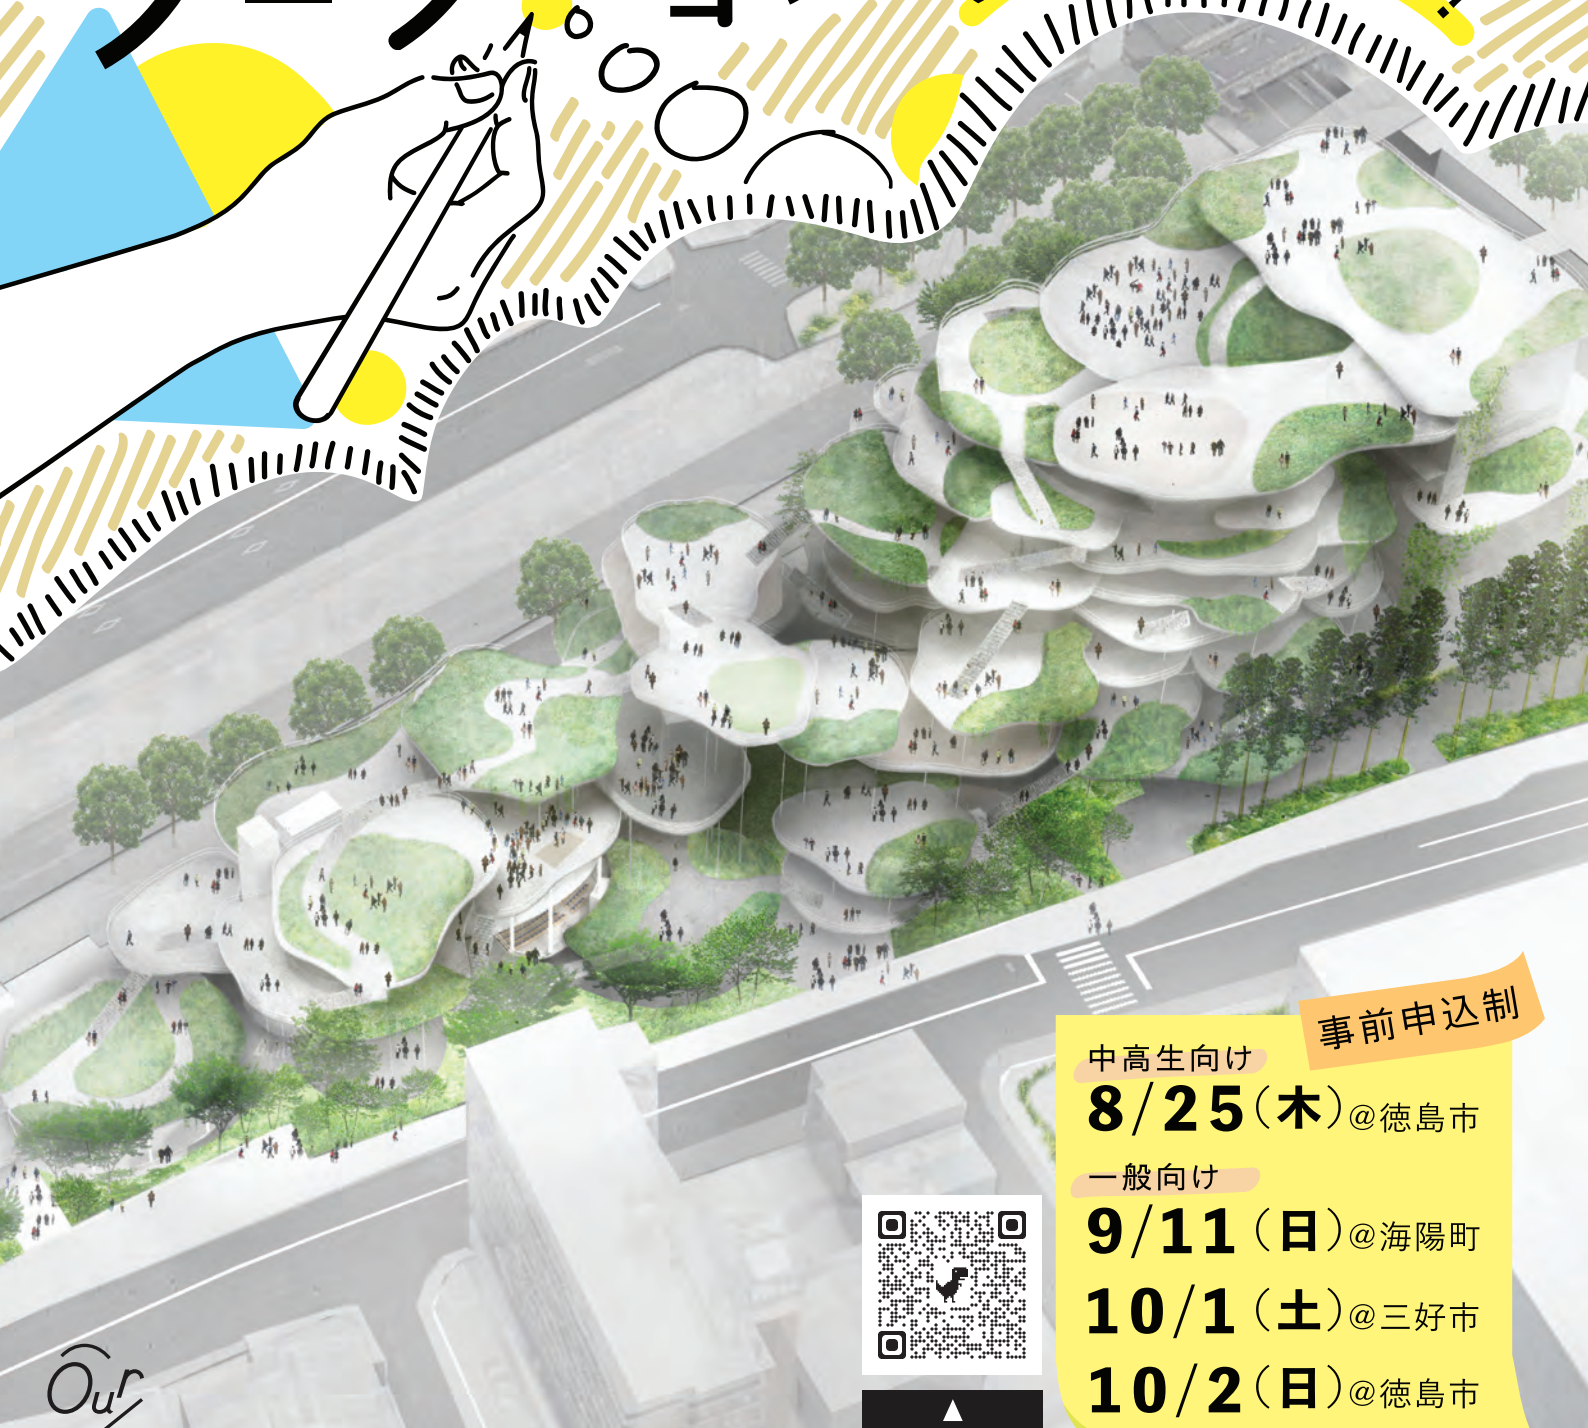 事前申込制
中高生向け
8/25(木)@徳島市
一般向け
9/11(日)@海陽町
10/1(土)@三好市
10/2(日)@徳島市
Our